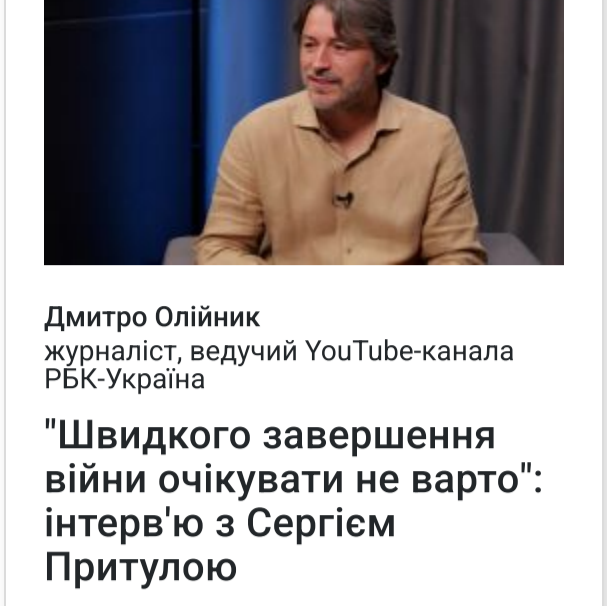 Дмитро Олійник
журналіст, ведучий YouTube-канала
РБК-Україна
"Швидкого завершення
війни очікувати не варто":
інтерв'ю з Сергієм
Притулою